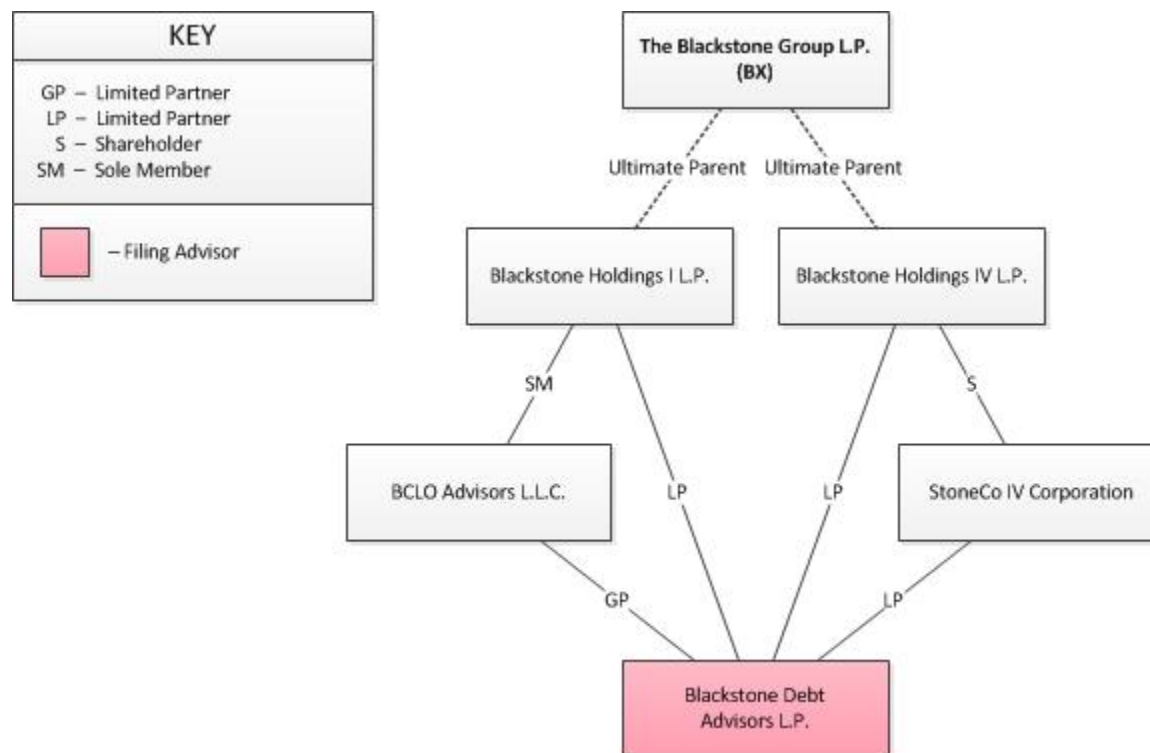 KEY
GP – Limited Partner
LP – Limited Partner
S – Shareholder
SM – Sole Member
– Filing Advisor
The Blackstone Group L.P.
(BX)
Ultimate Parent
Ultimate Parent
Blackstone Holdings I L.P.
Blackstone Holdings IV L.P.
SM
S
BCLO Advisors L.L.C.
LP
LP
StoneCo IV Corporation
GP
LP
Blackstone Debt
Advisors L.P.